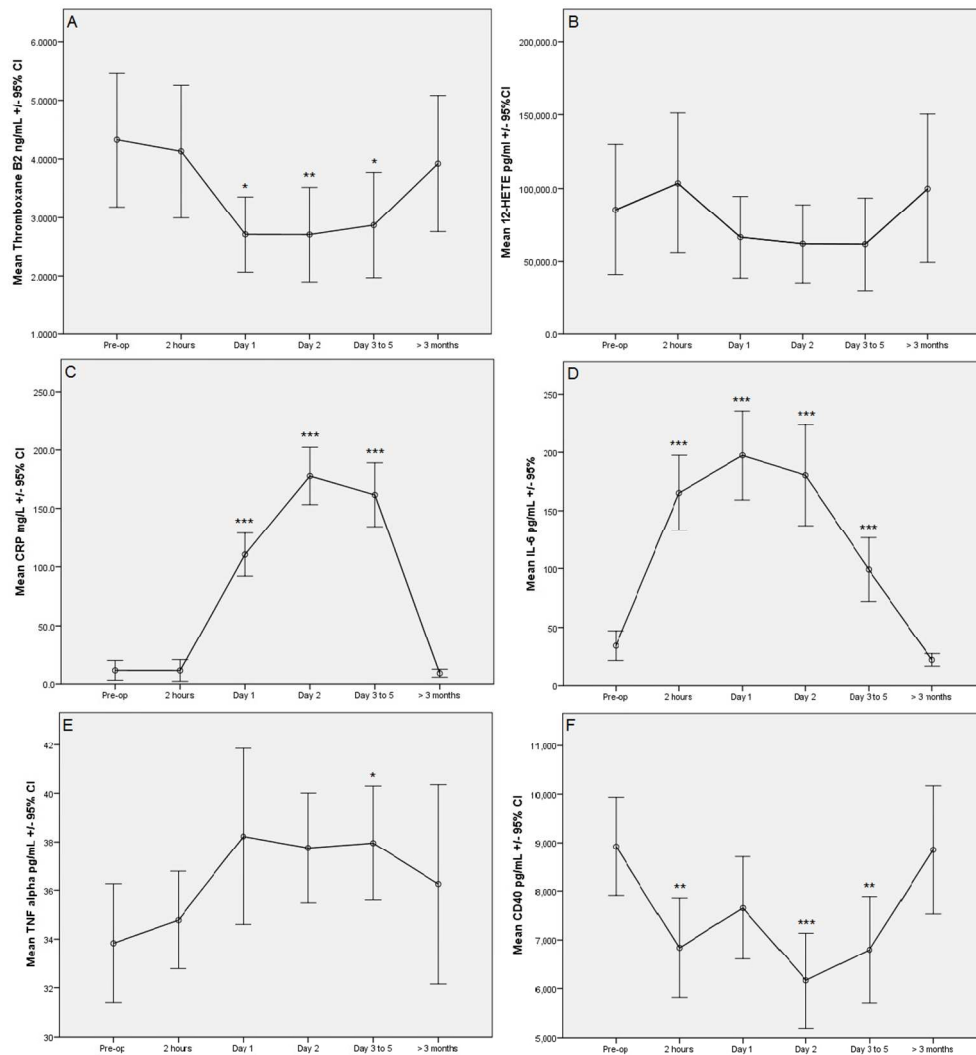 A
Mean Thromboxane B2 ng/mL +/- 95% CI
6.0000
5.0000
4.0000
3.0000
2.0000
1.0000
* ** *
Pre-op 2 hours Day 1 Day 2 Day 3 to 5 > 3 months
B
Mean 12-HETE pg/ml +/- 95%CI
200,000.0
150,000.0
100,000.0
50,000.0
0.0
Pre-op 2 hours Day 1 Day 2 Day 3 to 5 > 3 months
C
Mean CRP mg/L +/- 95% CI
250.0
200.0
150.0
100.0
50.0
0.0
*** *** ***
Pre-op 2 hours Day 1 Day 2 Day 3 to 5 > 3 months
D
Mean IL-6 pg/mL +/- 95%
250
200
150
100
50
0
*** *** *** ***
Pre-op 2 hours Day 1 Day 2 Day 3 to 5 > 3 months
E
Mean TNF alpha pg/mL +/- 95% CI
42
40
38
36
34
32
30
*
Pre-op 2 hours Day 1 Day 2 Day 3 to 5 > 3 months
F
Mean CD40 pg/mL +/- 95% CI
11,000
10,000
9,000
8,000
7,000
6,000
5,000
** *** **
Pre-op 2 hours Day 1 Day 2 Day 3 to 5 > 3 months